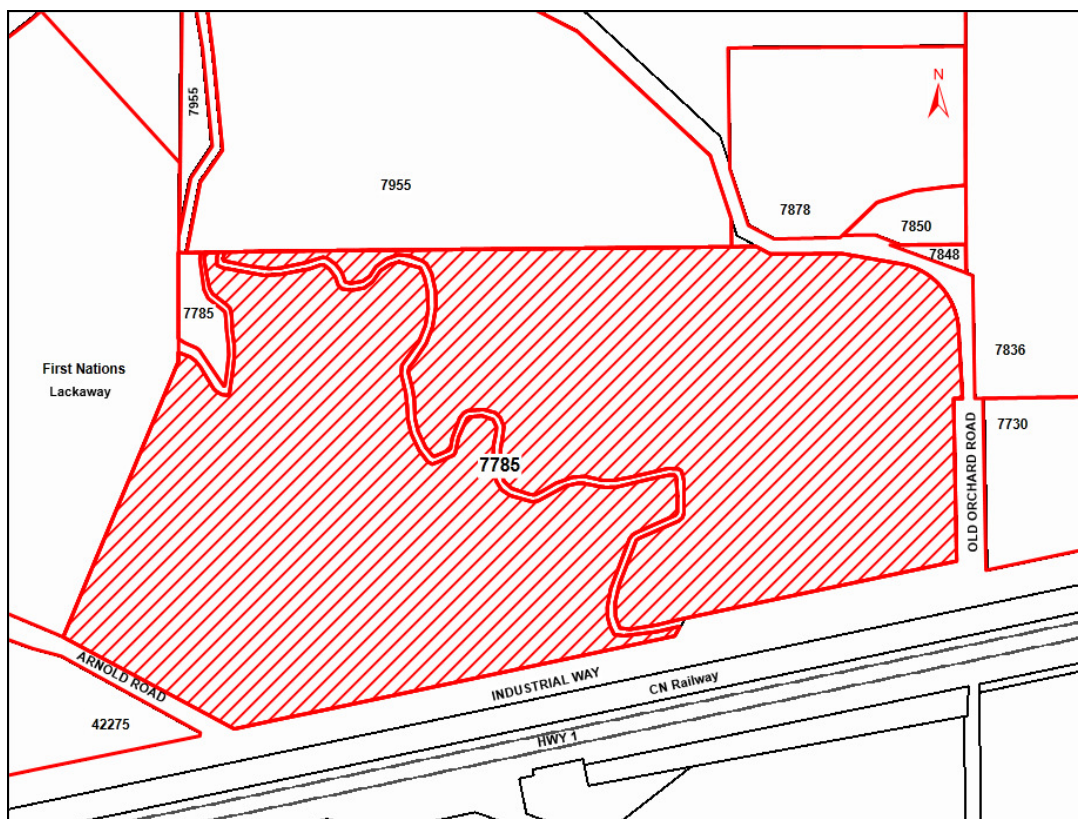 7955
N
7955
7878
7850
7848
7785
7836
First Nations
Lackaway
7730
7785
OLD ORCHARD ROAD
ARNOLD ROAD
INDUSTRIAL WAY
CN Railway
42275
HWY 1